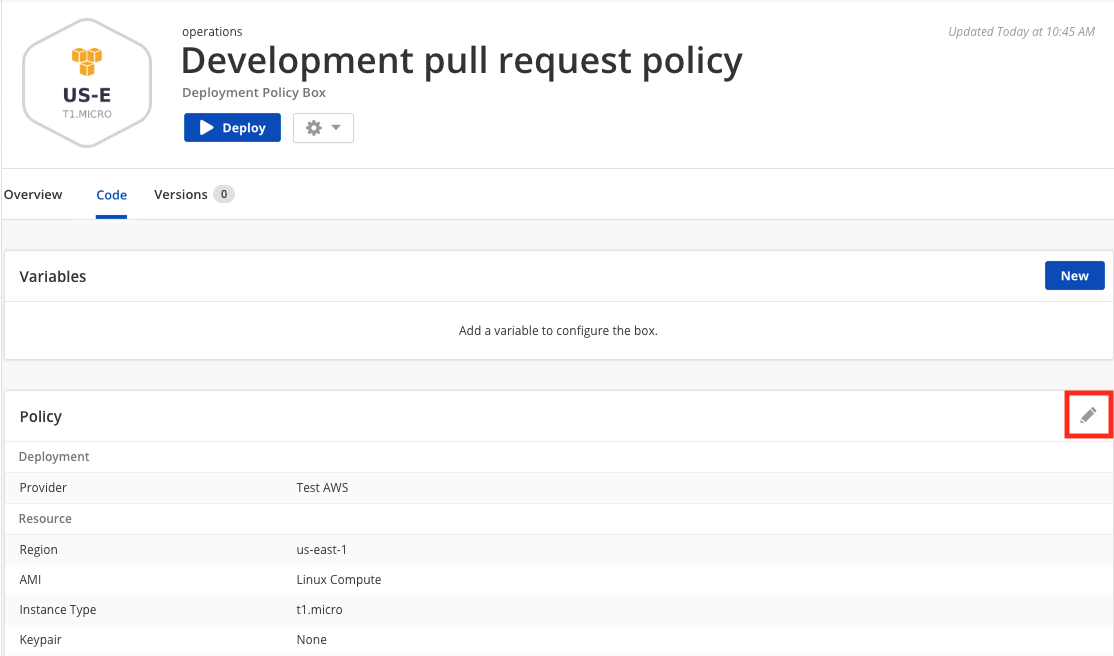 operations
Updated Today at 10:45 AM
Development pull request policy
Deployment Policy Box
US-E
T1.MICRO
Deploy
Overview Code Versions 0
Variables New
Add a variable to configure the box.
Policy
Deployment
Provider Test AWS
Resource
Region us-east-1
AMI Linux Compute
Instance Type t1.micro
Keypair None